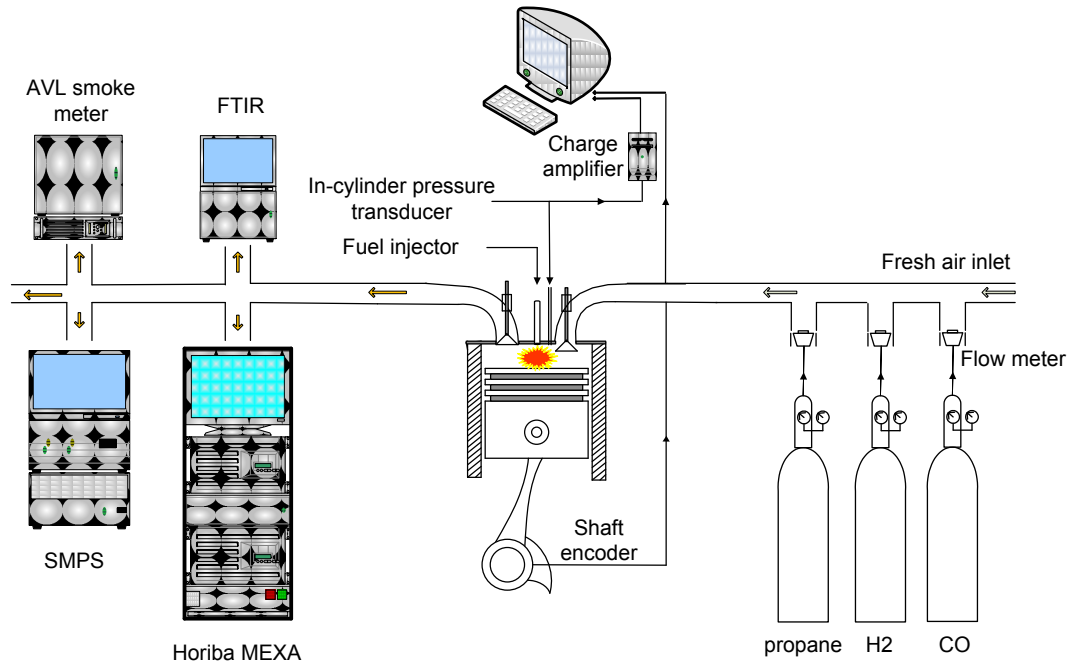 AVL smoke
meter
FTIR
Charge
amplifier
In-cylinder pressure
transducer
Fuel injector
Fresh air inlet
Flow meter
SMPS
Shaft
encoder
Horiba MEXA
propane
H2
CO